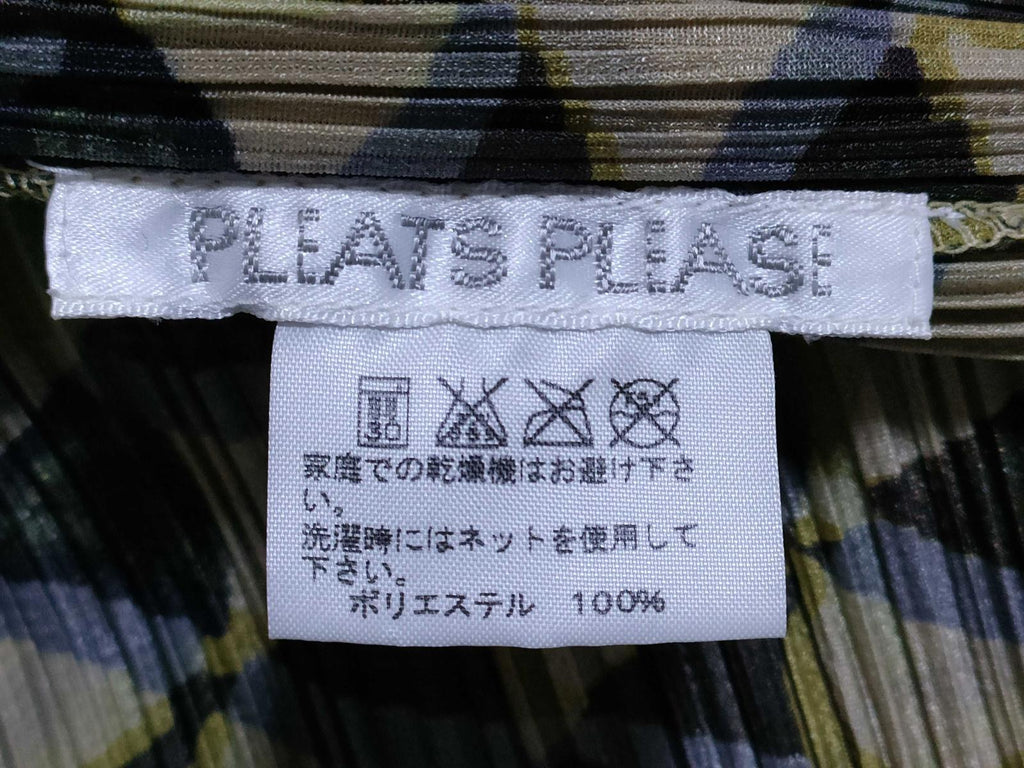 PLEATS PLEASE
家庭での乾燥機はお避け下さ
い。
洗濯時にはネットを使用して
下さい。
ポリエステル 100%